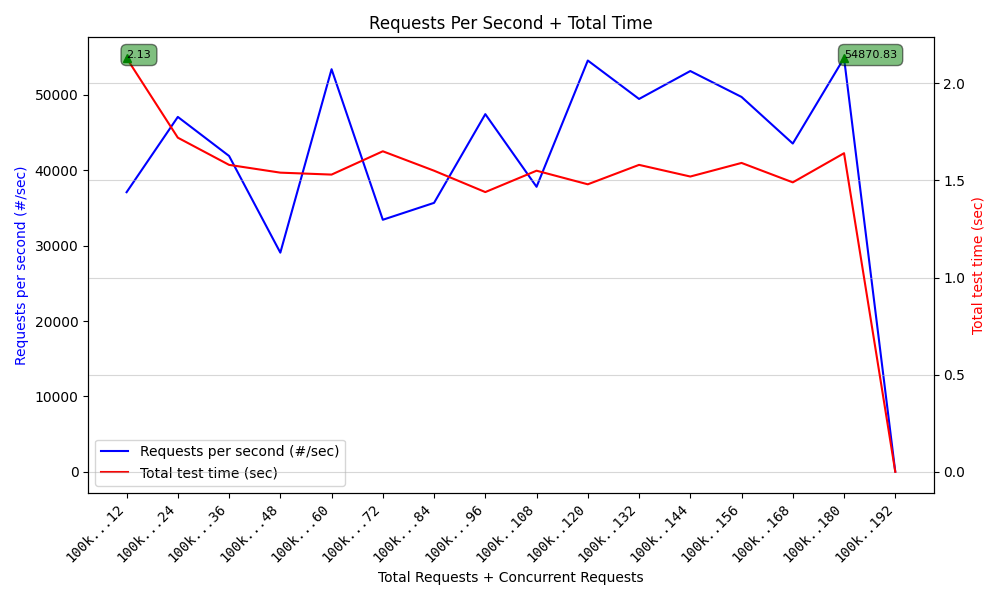 Requests Per Second + Total Time
2.13
54870.83
Requests per second (#/sec)
50000
40000
30000
20000
10000
0
2.0
1.5
1.0
0.5
0.0
Total test time (sec)
Requests per second (#/sec)
Total test time (sec)
100k...12
100k...24
100k...36
100k...48
100k...60
100k...72
100k...84
100k...96
100k..108
100k..120
100k..132
100k..144
100k..156
100k..168
100k..180
100k..192
Total Requests + Concurrent Requests